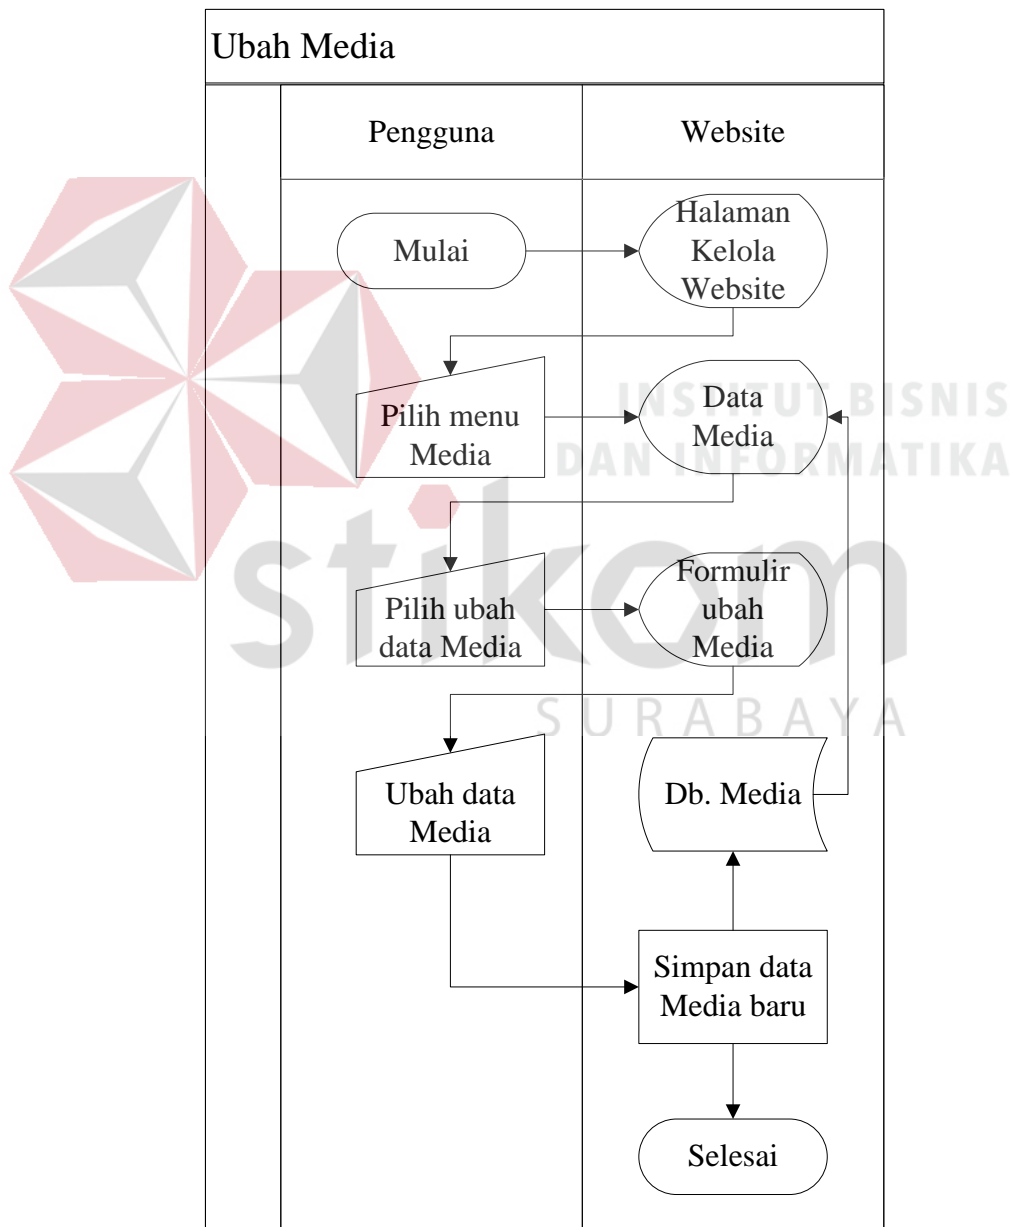 Ubah Media
Pengguna
Website
Mulai
Halaman
Kelola
Website
Pilih menu
Media
Data
Media
INSTITUT BISNIS
DAN INFORMATIKA
stikom
SURABAYA
Pilih ubah
data Media
Formulir
ubah
Media
Ubah data
Media
Db. Media
Simpan data
Media baru
Selesai